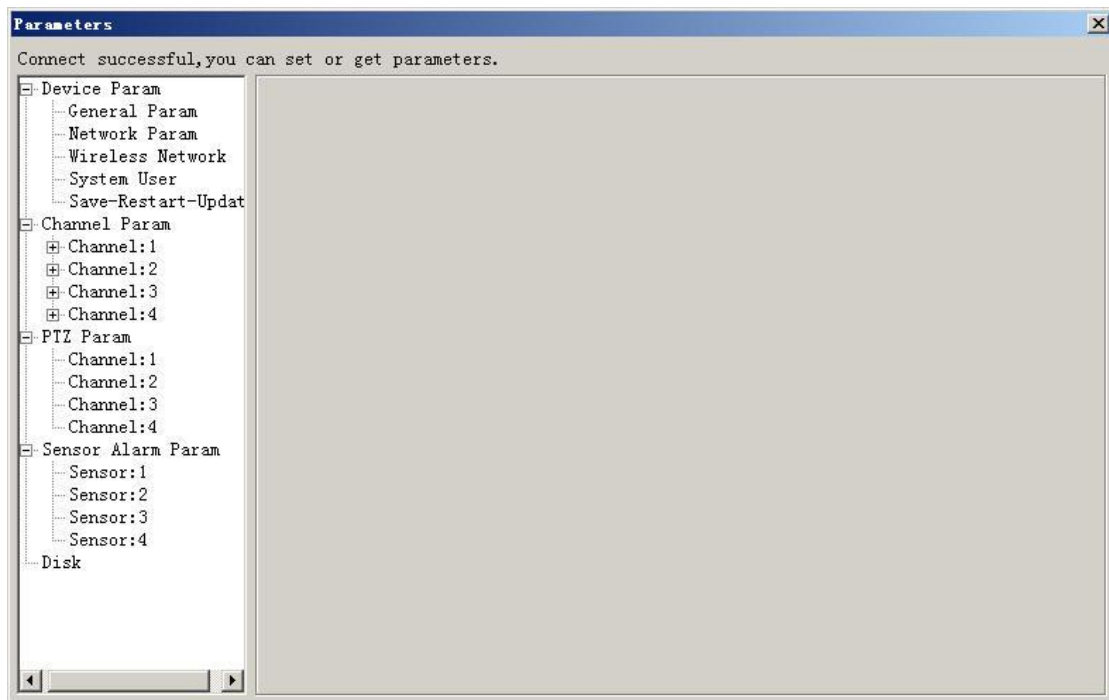 Parameters
Connect successful,you can set or get parameters.
Device Param
General Param
Network Param
Wireless Network
System User
Save-Restart-Updat
Channel Param
Channel:1
Channel:2
Channel:3
Channel:4
PTZ Param
Channel:1
Channel:2
Channel:3
Channel:4
Sensor Alarm Param
Sensor:1
Sensor:2
Sensor:3
Sensor:4
Disk